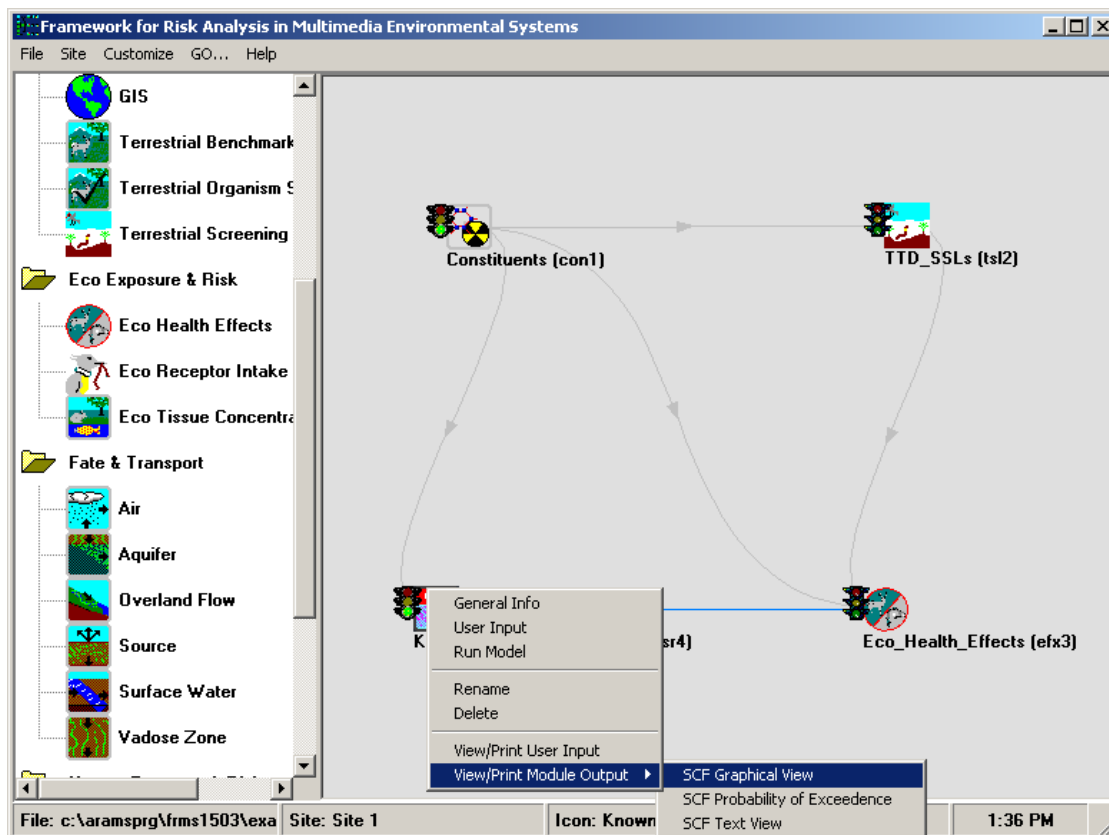 Framework for Risk Analysis in Multimedia Environmental Systems
File Site Customize GO... Help
GIS
Terrestrial Benchmark
Terrestrial Organism S
Terrestrial Screening
Eco Exposure & Risk
Eco Health Effects
Eco Receptor Intake
Eco Tissue Concentra
Fate & Transport
Air
Aquifer
Overland Flow
Source
Surface Water
Vadose Zone
Constituents (con1)
TTD_SSLs (tsl2)
K
sr4)
Eco_Health_Effects (efx3)
General Info
User Input
Run Model
Rename
Delete
View/Print User Input
View/Print Module Output
SCF Graphical View
SCF Probability of Exceedence
SCF Text View
File: c:\aramsprg\frms1503\exa
Site: Site 1
Icon: Known
1:36 PM